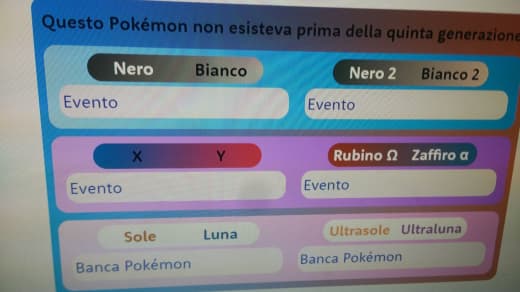 Questo Pokémon non esisteva prima della quinta generazione
Nero Bianco
Nero 2 Bianco 2
Evento
Evento
X Y
Rubino Ω Zaffiro α
Evento
Evento
Sole Luna
Ultrasole Ultraluna
Banca Pokémon
Banca Pokémon